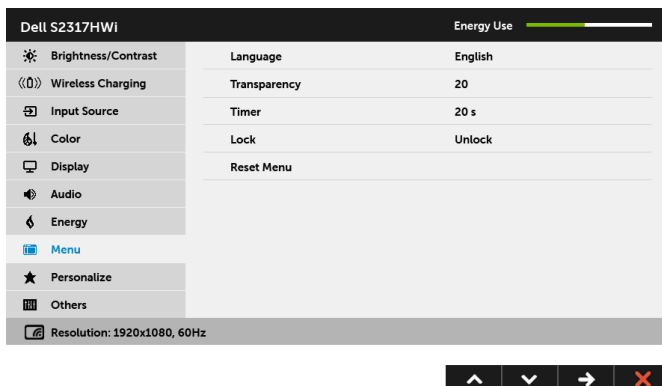 Dell S2317HWi Energy Use
Brightness/Contrast Language English
Wireless Charging Transparency 20
Input Source Timer 20 s
Color Lock Unlock
Display Reset Menu
Audio
Energy
Menu
Personalize
Others
Resolution: 1920x1080, 60Hz